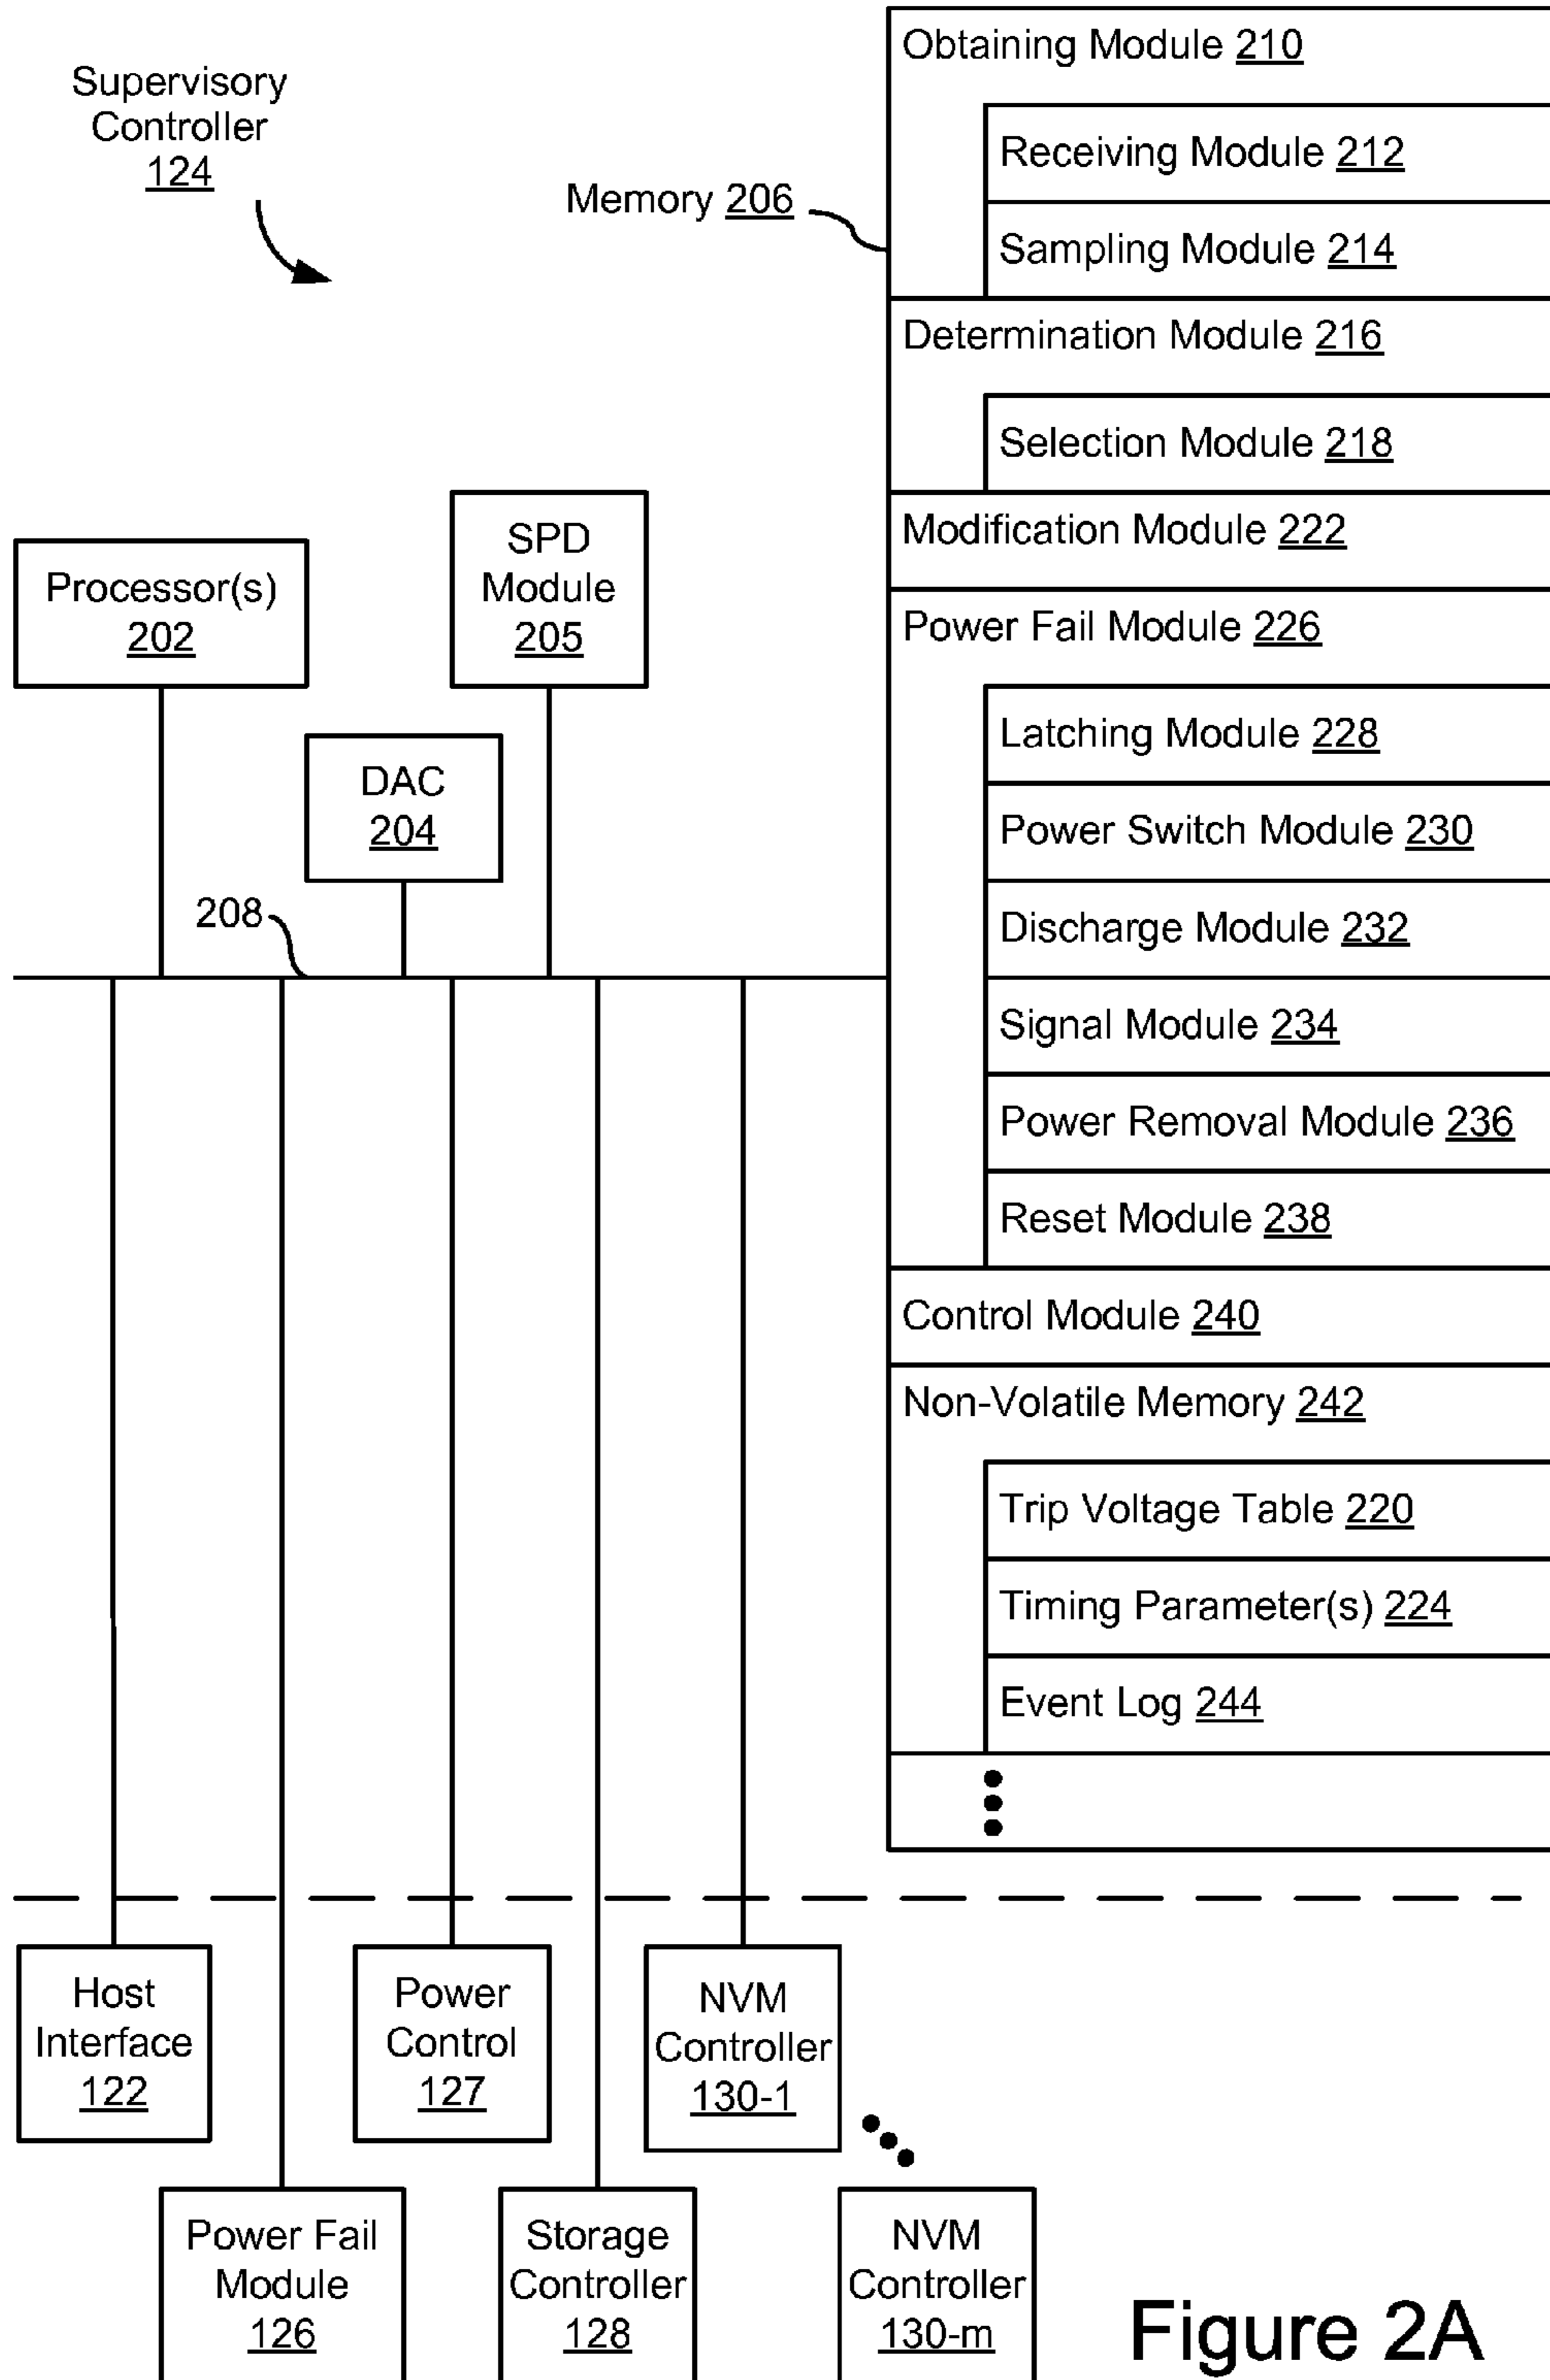 Supervisory
Controller
124
Memory 206
Obtaining Module 210
Receiving Module 212
Sampling Module 214
Determination Module 216
Selection Module 218
Modification Module 222
Power Fail Module 226
Latching Module 228
Power Switch Module 230
Discharge Module 232
Signal Module 234
Power Removal Module 236
Reset Module 238
Control Module 240
Non-Volatile Memory 242
Trip Voltage Table 220
Timing Parameter(s) 224
Event Log 244
Processor(s)
202
DAC
204
SPD
Module
205
208
Host
Interface
122
Power
Control
127
NVM
Controller
130-1
Power Fail
Module
126
Storage
Controller
128
NVM
Controller
130-m
Figure 2A